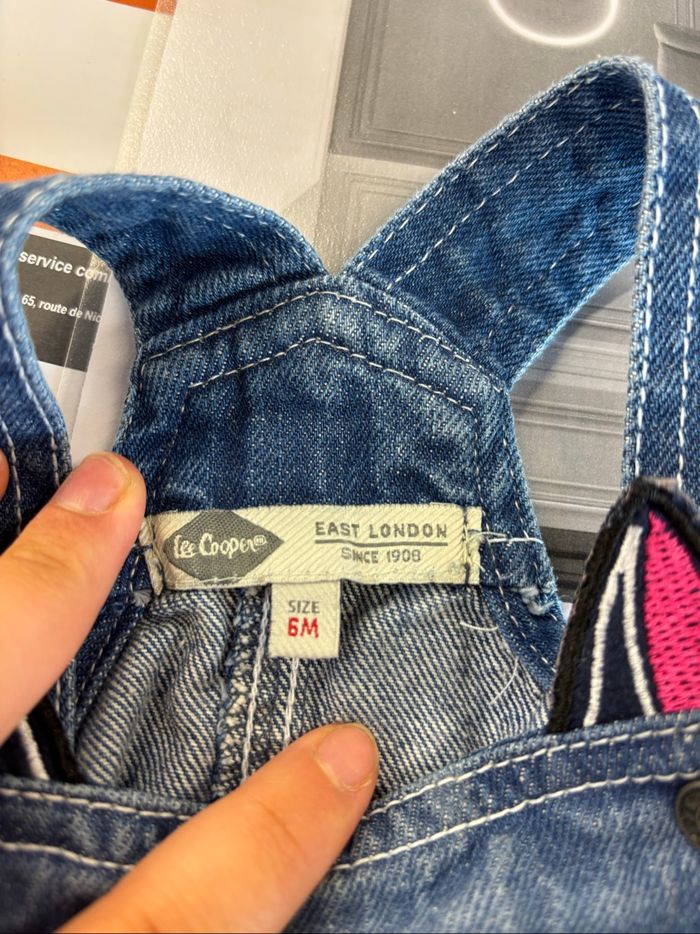 service com
65, route de Nic
Lee Cooper
EAST LONDON
SINCE 1908
SIZE
6M